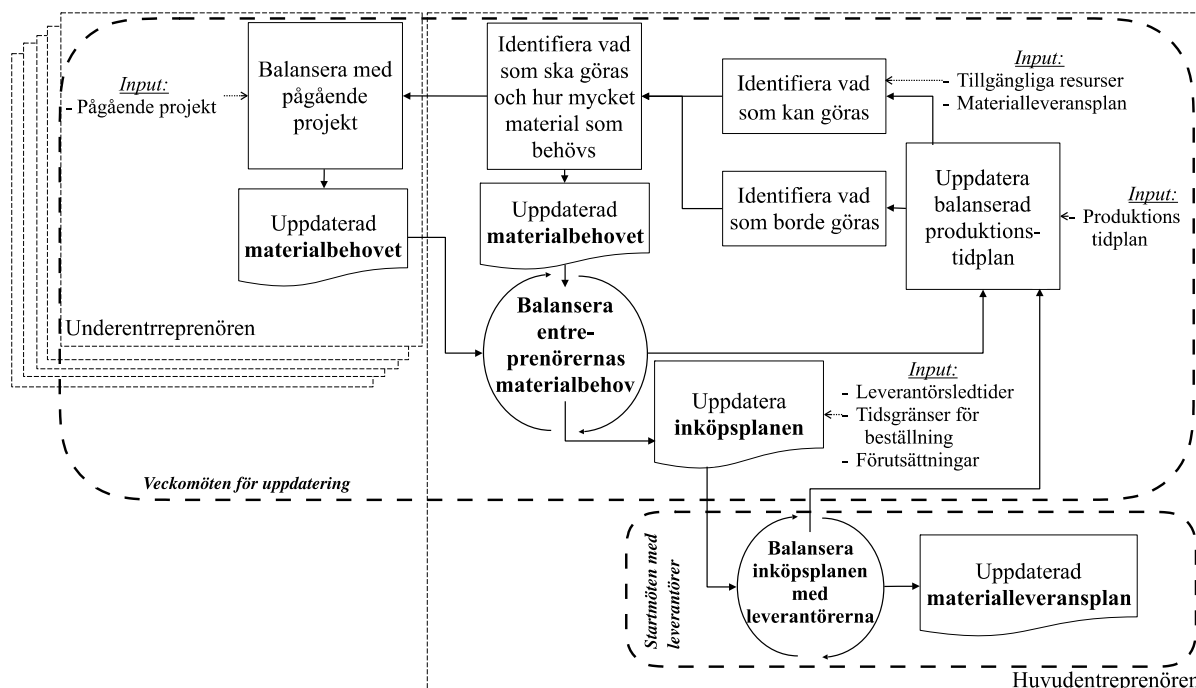 Input:
- Pågående projekt
Balansera med
pågående
projekt
Identifiera vad
som ska göras
och hur mycket
material som
behövs
Identifiera vad
som kan göras
Input:
- Tillgängliga resurser
- Materialleveransplan
Uppdaterad
materialbehovet
Uppdaterad
materialbehovet
Identifiera vad
som borde göras
Uppdatera
balanserad
produktions-
tidplan
Input:
- Produktions
tidplan
Underentrreprenören
Balansera
entre-
prenörernas
materialbehov
Uppdatera
inköpsplanen
Input:
- Leverantörsledtider
- Tidsgränser för
beställning
- Förutsättningar
Veckomöten för uppdatering
Startmöten med
leverantörer
Balansera
inköpsplanen
med
leverantörerna
Uppdaterad
materialleveransplan
Huvudentreprenören